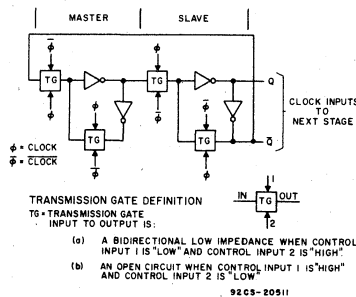 MASTER
SLAVE
φ̅
φ
TG
TG
Q
φ
φ̅
φ
φ̅
CLOCK INPUTS
TO
NEXT STAGE
TG
TG
Q̅
φ = CLOCK
φ̅ = C̅L̅O̅C̅K̅
φ̅
φ
TRANSMISSION GATE DEFINITION
TG = TRANSMISSION GATE
INPUT TO OUTPUT IS:
1
IN TG OUT
2
(a) A BIDIRECTIONAL LOW IMPEDANCE WHEN CONTROL
INPUT 1 IS "LOW" AND CONTROL INPUT 2 IS "HIGH".
(b) AN OPEN CIRCUIT WHEN CONTROL INPUT 1 IS "HIGH"
AND CONTROL INPUT 2 IS "LOW"
92CS-20511